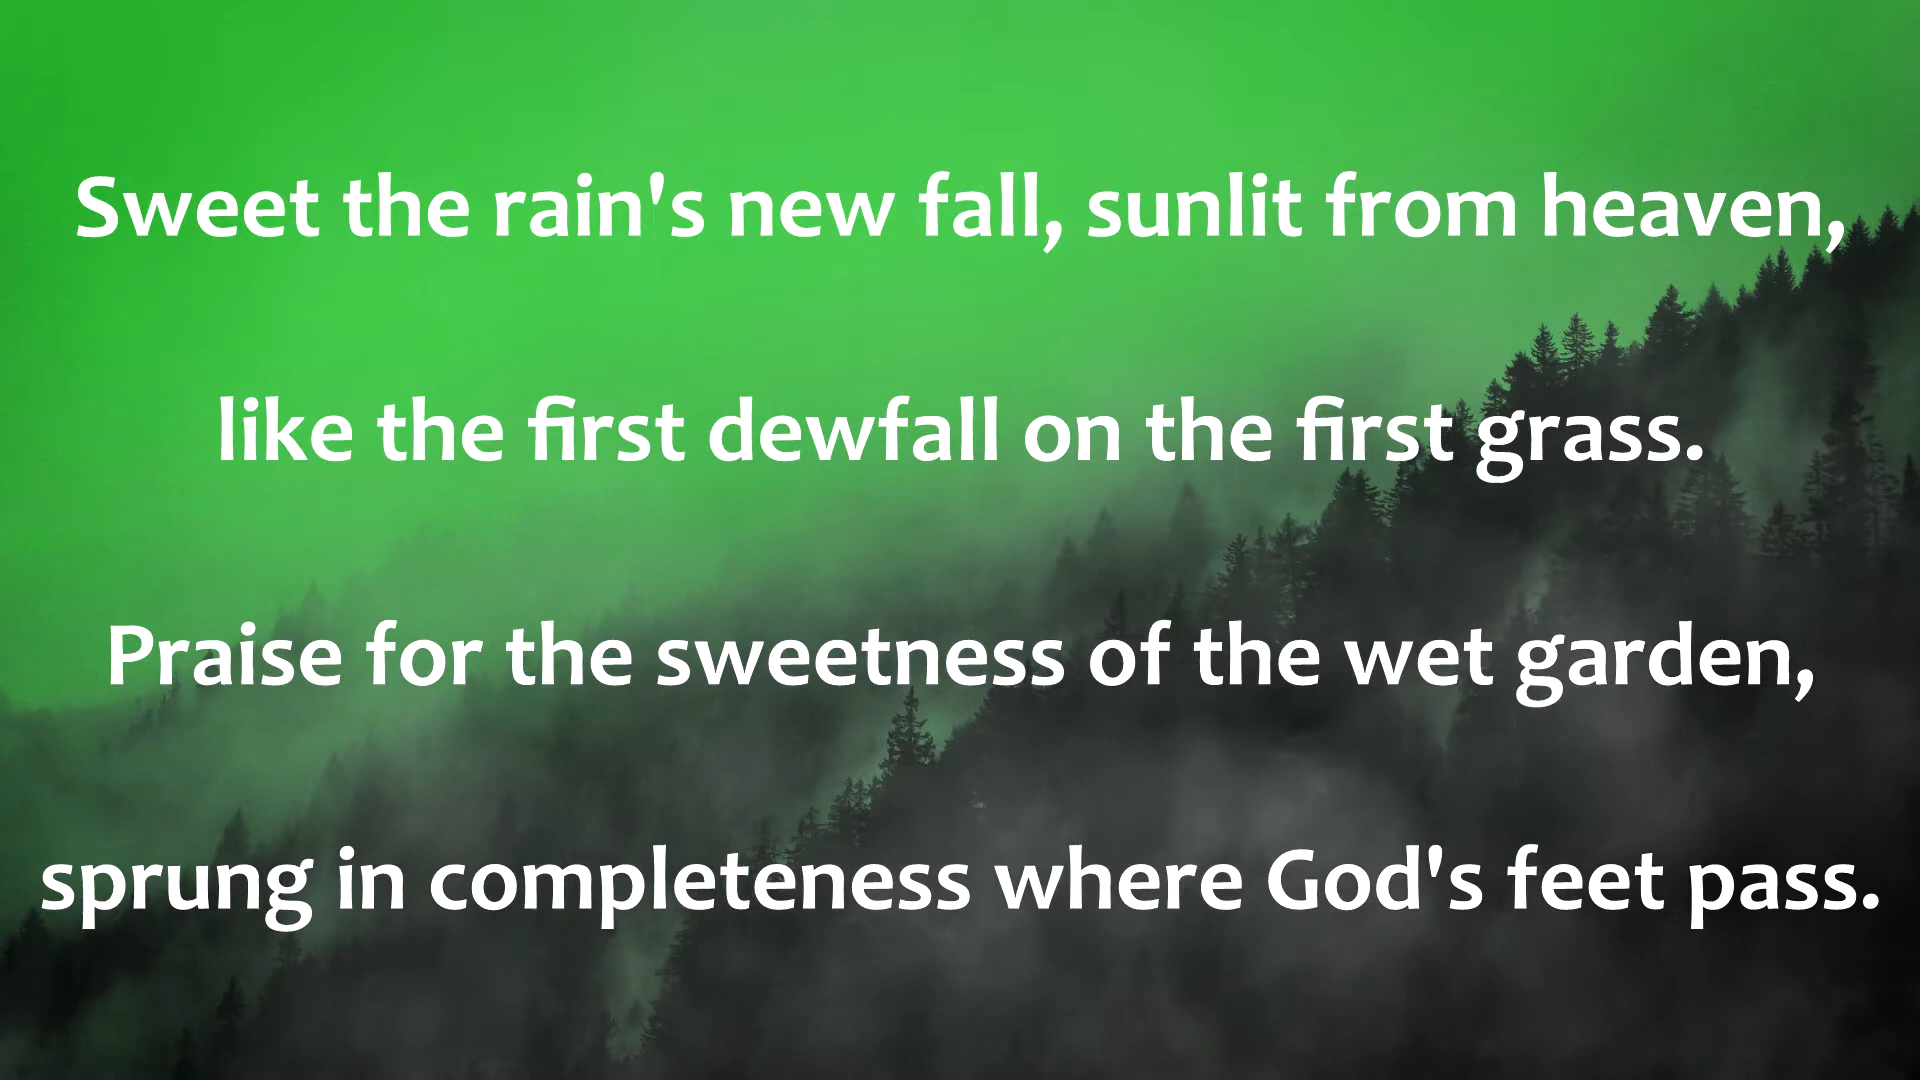 Sweet the rain's new fall, sunlit from heaven,
like the first dewfall on the first grass.
Praise for the sweetness of the wet garden,
sprung in completeness where God's feet pass.